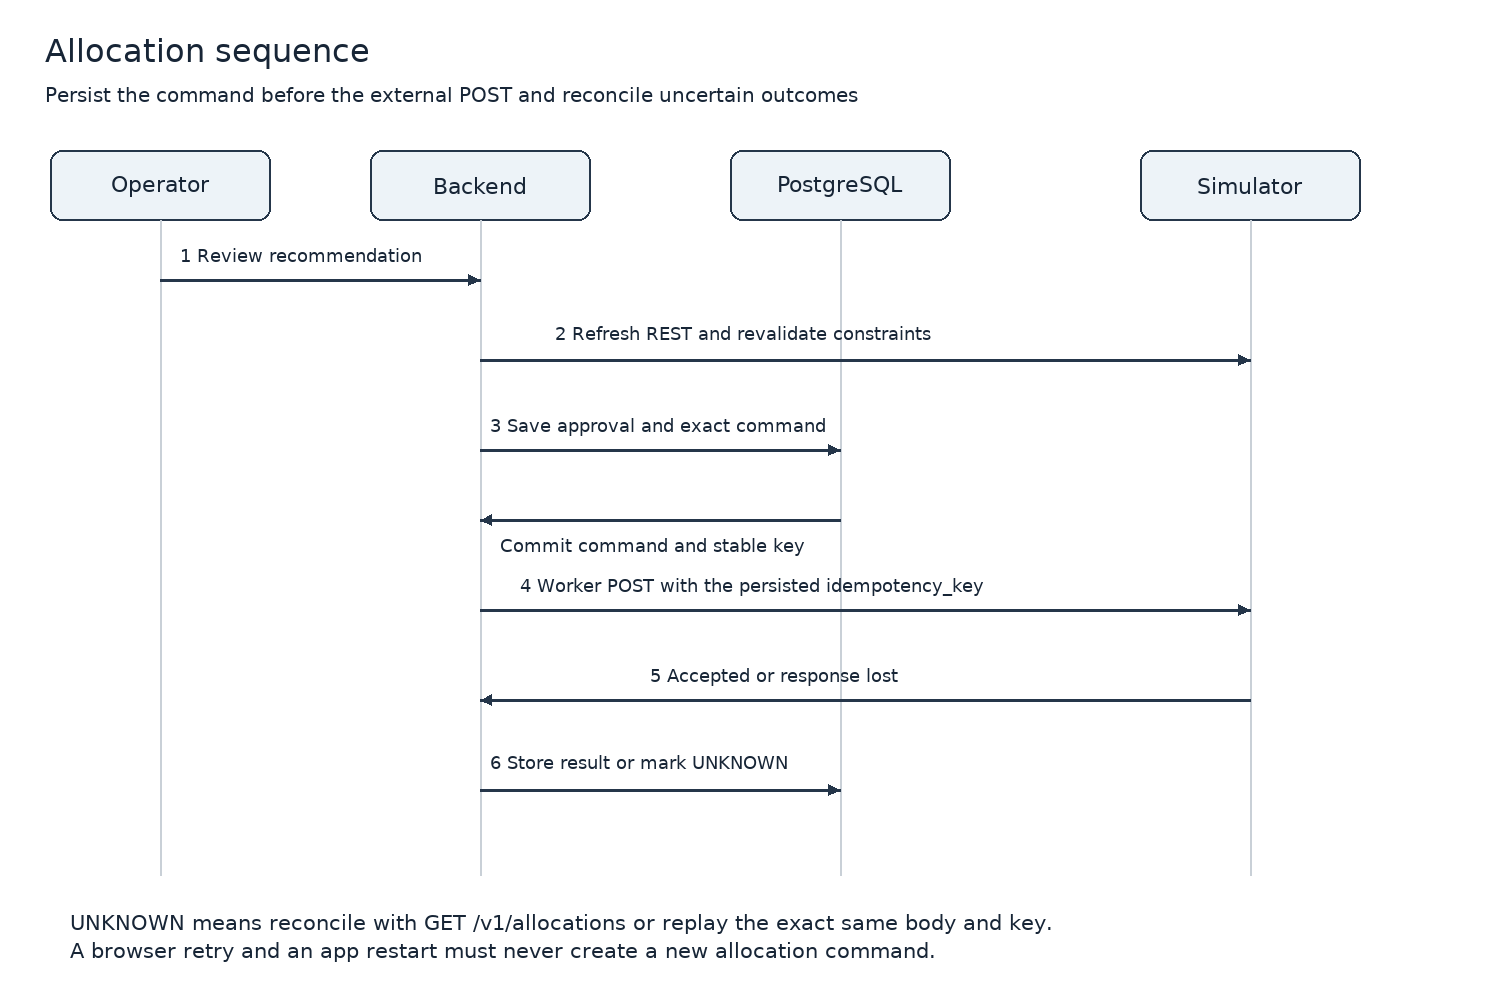 Allocation sequence
Persist the command before the external POST and reconcile uncertain outcomes
Operator
Backend
PostgreSQL
Simulator
1 Review recommendation
2 Refresh REST and revalidate constraints
3 Save approval and exact command
Commit command and stable key
4 Worker POST with the persisted idempotency_key
5 Accepted or response lost
6 Store result or mark UNKNOWN
UNKNOWN means reconcile with GET /v1/allocations or replay the exact same body and key.
A browser retry and an app restart must never create a new allocation command.